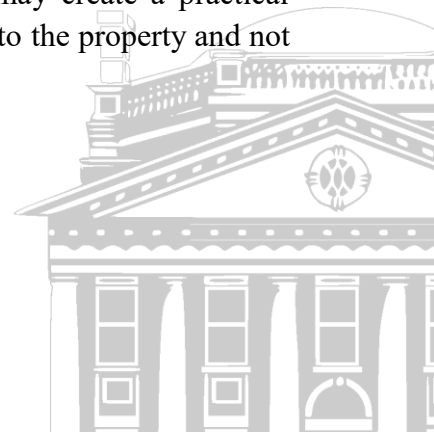 may create a practical
to the property and not